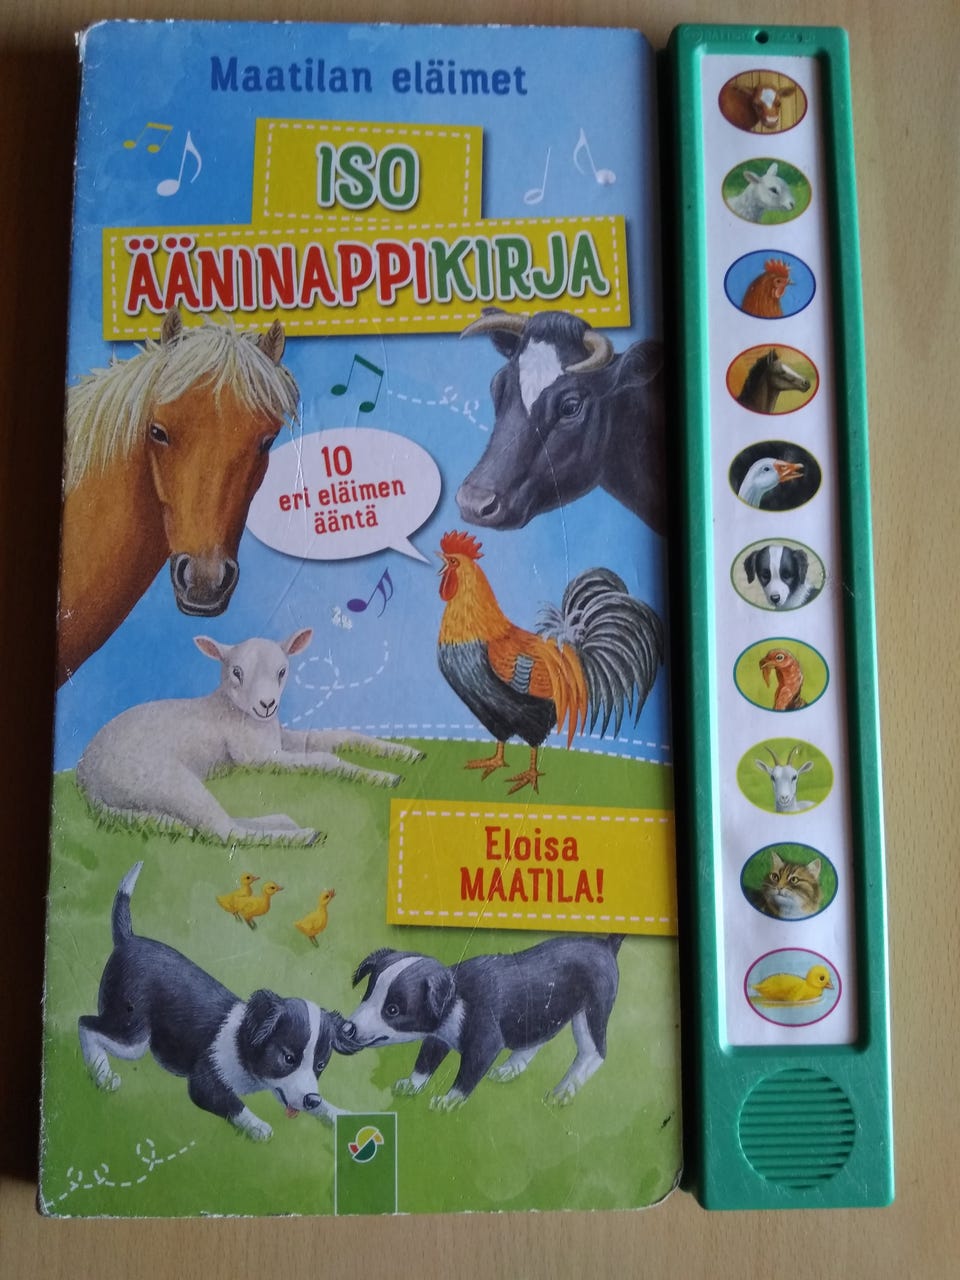 Maatilan eläimet
ISO
ÄÄNINAPPIKIRJA
10
eri eläimen
ääntä
Eloisa
MAATILA!